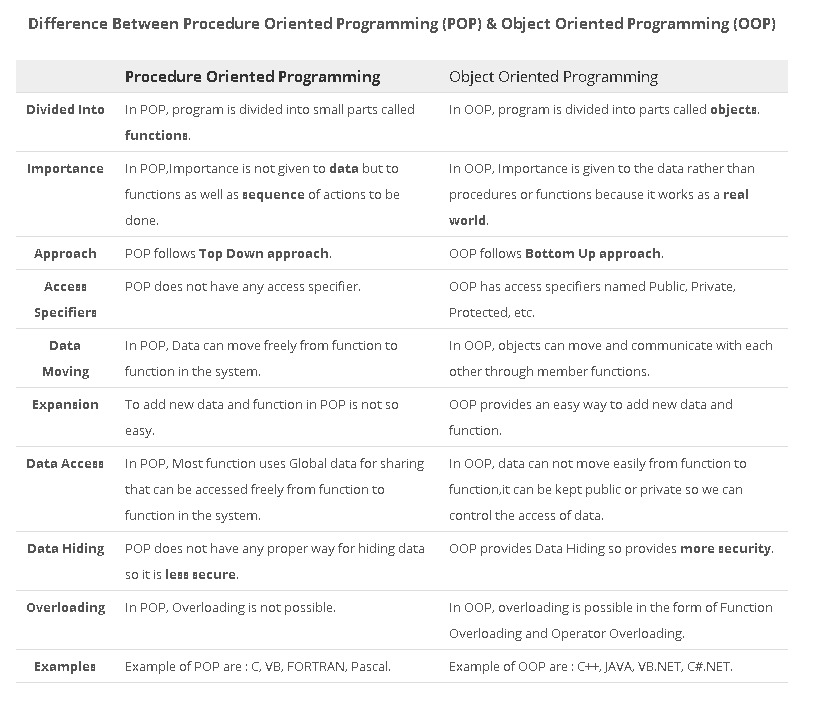 Difference Between Procedure Oriented Programming (POP) & Object Oriented Programming (OOP)
Procedure Oriented Programming
Object Oriented Programming
Divided Into
In POP, program is divided into small parts called
functions.
In OOP, program is divided into parts called objects.
Importance
In POP,Importance is not given to data but to
functions as well as sequence of actions to be
done.
In OOP, Importance is given to the data rather than
procedures or functions because it works as a real
world.
Approach
POP follows Top Down approach.
OOP follows Bottom Up approach.
Access
Specifiers
POP does not have any access specifier.
OOP has access specifiers named Public, Private,
Protected, etc.
Data
Moving
In POP, Data can move freely from function to
function in the system.
In OOP, objects can move and communicate with each
other through member functions.
Expansion
To add new data and function in POP is not so
easy.
OOP provides an easy way to add new data and
function.
Data Access
In POP, Most function uses Global data for sharing
that can be accessed freely from function to
function in the system.
In OOP, data can not move easily from function to
function,it can be kept public or private so we can
control the access of data.
Data Hiding
POP does not have any proper way for hiding data
so it is less secure.
OOP provides Data Hiding so provides more security.
Overloading
In POP, Overloading is not possible.
In OOP, overloading is possible in the form of Function
Overloading and Operator Overloading.
Examples
Example of POP are : C, VB, FORTRAN, Pascal.
Example of OOP are : C++, JAVA, VB.NET, C#.NET.